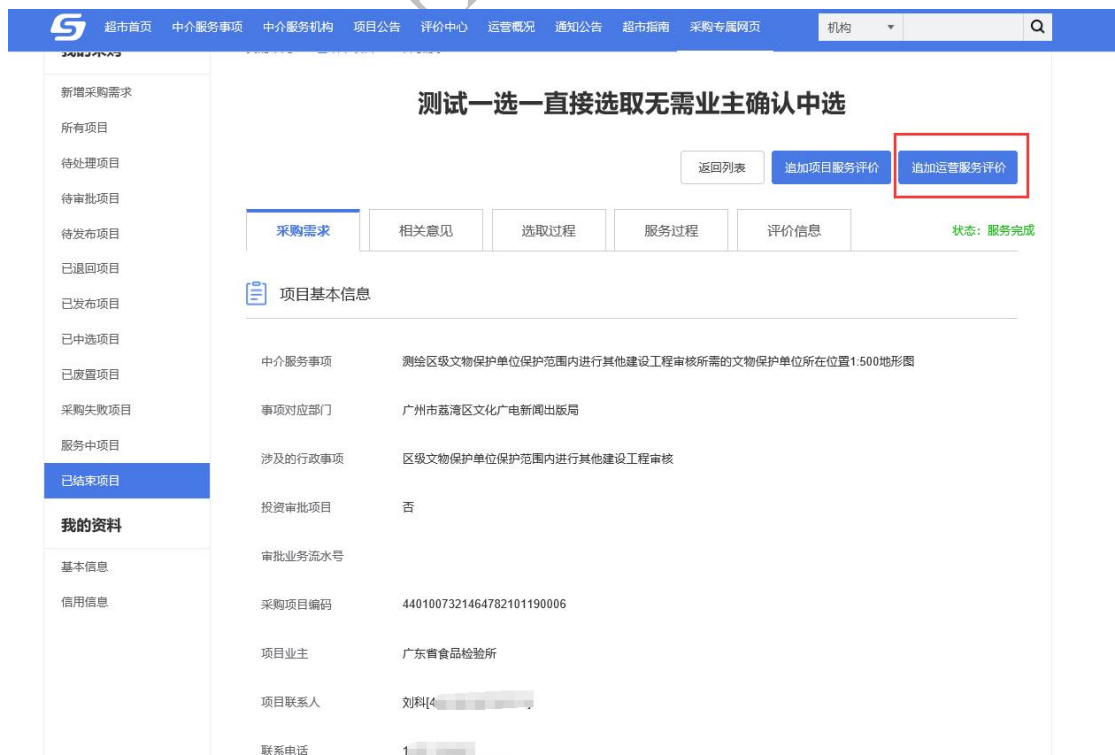 超市首页 中介服务事项 中介服务机构 项目公告 评价中心 运营概况 通知公告 超市指南 采购专属网页 机构
新增采购需求
所有项目
待处理项目
待审批项目
待发布项目
已退回项目
已发布项目
已中选项目
已废置项目
采购失败项目
服务中项目
已结束项目
我的资料
基本信息
信用信息
测试一选一直接选取无需业主确认中选
返回列表 追加项目服务评价 追加运营服务评价
采购需求 相关意见 选取过程 服务过程 评价信息 状态：服务完成
项目基本信息
中介服务事项 测绘区级文物保护单位保护范围内进行其他建设工程审核所需的文物保护单位所在位置1:500地形图
事项对应部门 广州市荔湾区文化广电新闻出版局
涉及的行政事项 区级文物保护单位保护范围内进行其他建设工程审核
投资审批项目 否
审批业务流水号
采购项目编码 4401007321464782101190006
项目业主 广东省食品检验所
项目联系人 刘科[4
联系电话 1